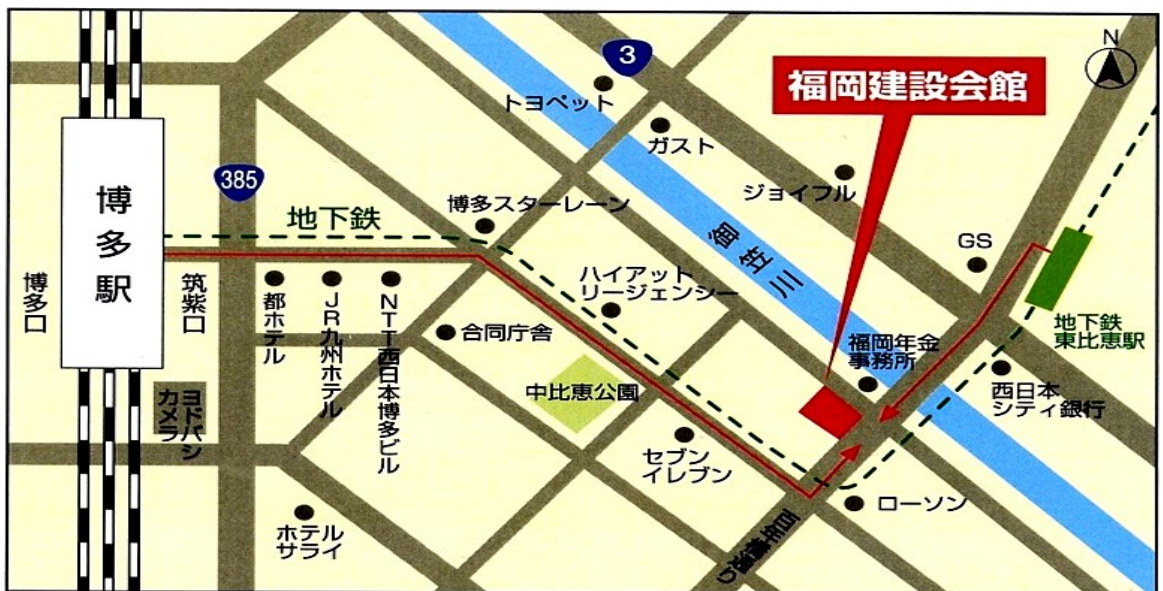 3
N
福岡建設会館
トヨペット
ガスト
385
博多駅
地下鉄
博多スターレーン
ジョイフル
御笠川
GS
博多口
筑紫口
都ホテル
JR九州ホテル
NTT西日本博多ビル
ハイアット
リージェンシー
合同庁舎
中比恵公園
福岡年金
事務所
地下鉄
東比恵駅
西日本
シティ銀行
ヨドバシ
カメラ
セブン
イレブン
ローソン
ホテル
サライ
百年橋通り